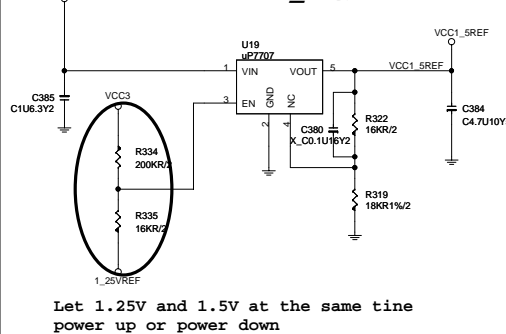 VCC1_5REF
U19
uP7707
1
VIN
VOUT
5
VCC1_5REF
C385
C1U6.3Y2
VCC3
3
EN
GND
NC
2
4
C380
X_C0.1U16Y2
R322
16KR/2
C384
C4.7U10Y
R334
200KR/2
R319
18KR1%/2
R335
16KR/2
1_25VREF
Let 1.25V and 1.5V at the same tine
power up or power down